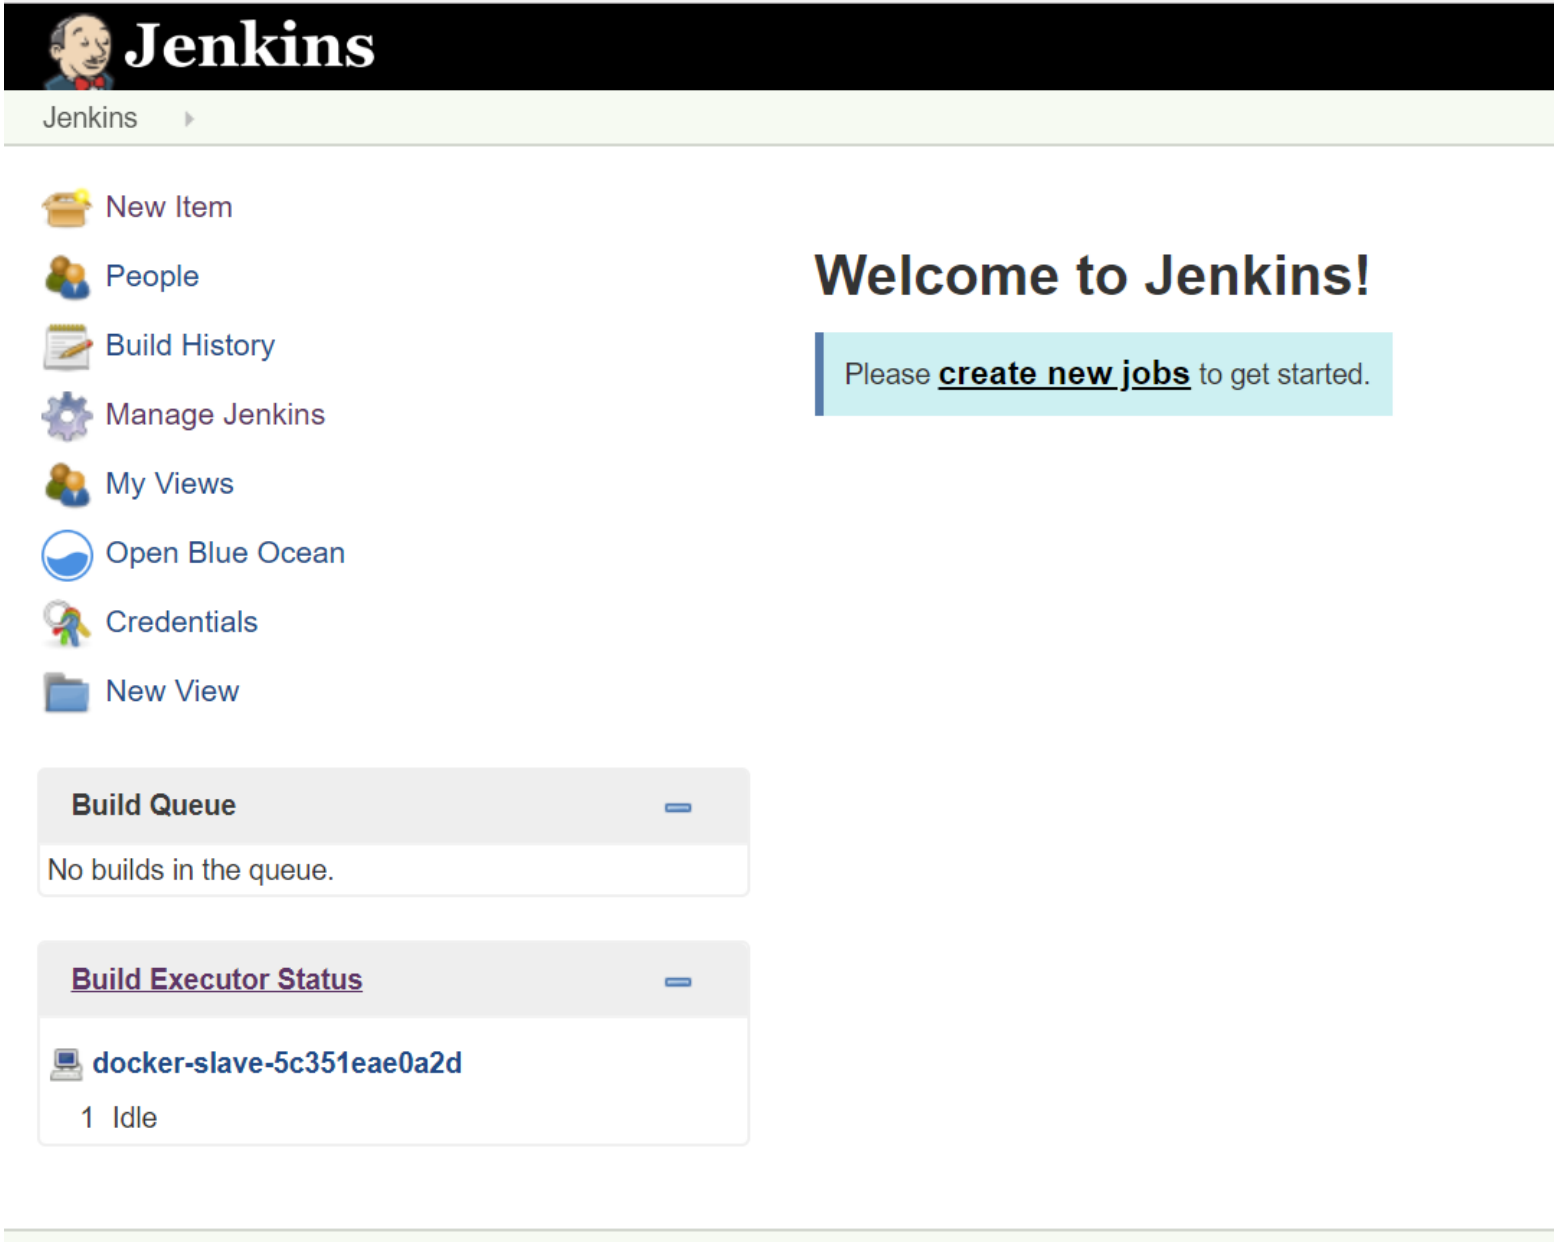 Jenkins
Jenkins
New Item
People
Build History
Manage Jenkins
My Views
Open Blue Ocean
Credentials
New View
Welcome to Jenkins!
Please create new jobs to get started.
Build Queue
No builds in the queue.
Build Executor Status
docker-slave-5c351eae0a2d
1 Idle